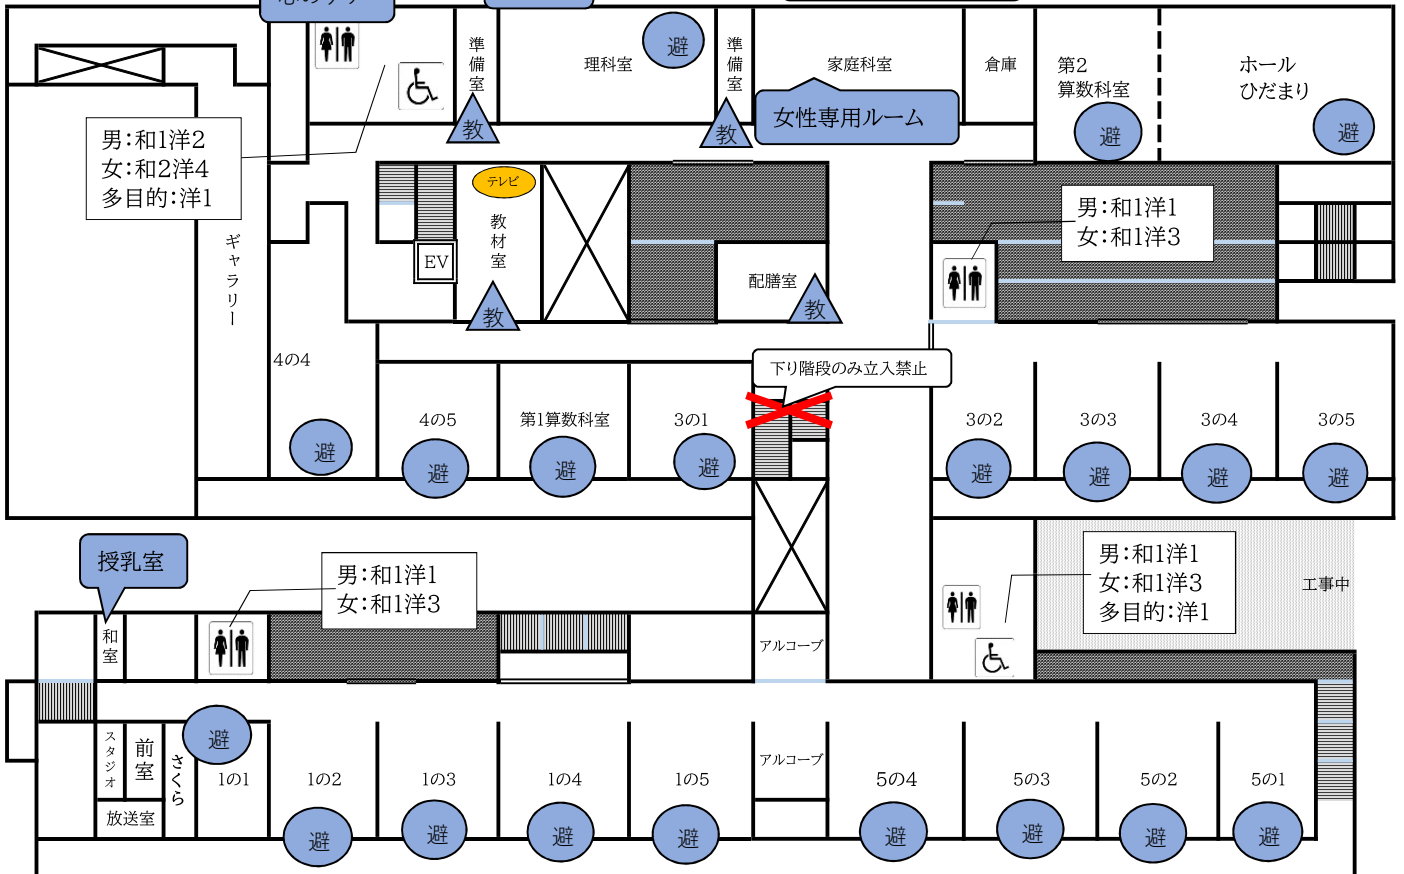 準備室
理科室
避
準備室
家庭科室
倉庫
第2
算数科室
避
ホール
ひだまり
避
教
教
女性専用ルーム
男：和1洋2
女：和2洋4
多目的：洋1
テレビ
教材室
EV
教
配膳室
教
男：和1洋1
女：和1洋3
ギャラリー
4の4
避
下り階段のみ立入禁止
4の5
避
第1算数科室
避
3の1
避
3の2
避
3の3
避
3の4
避
3の5
避
授乳室
男：和1洋1
女：和1洋3
男：和1洋1
女：和1洋3
多目的：洋1
工事中
和室
アルコーブ
スタジオ
前室
さくら
放送室
避
1の1
1の2
避
1の3
避
1の4
避
1の5
避
アルコーブ
5の4
避
5の3
避
5の2
避
5の1
避